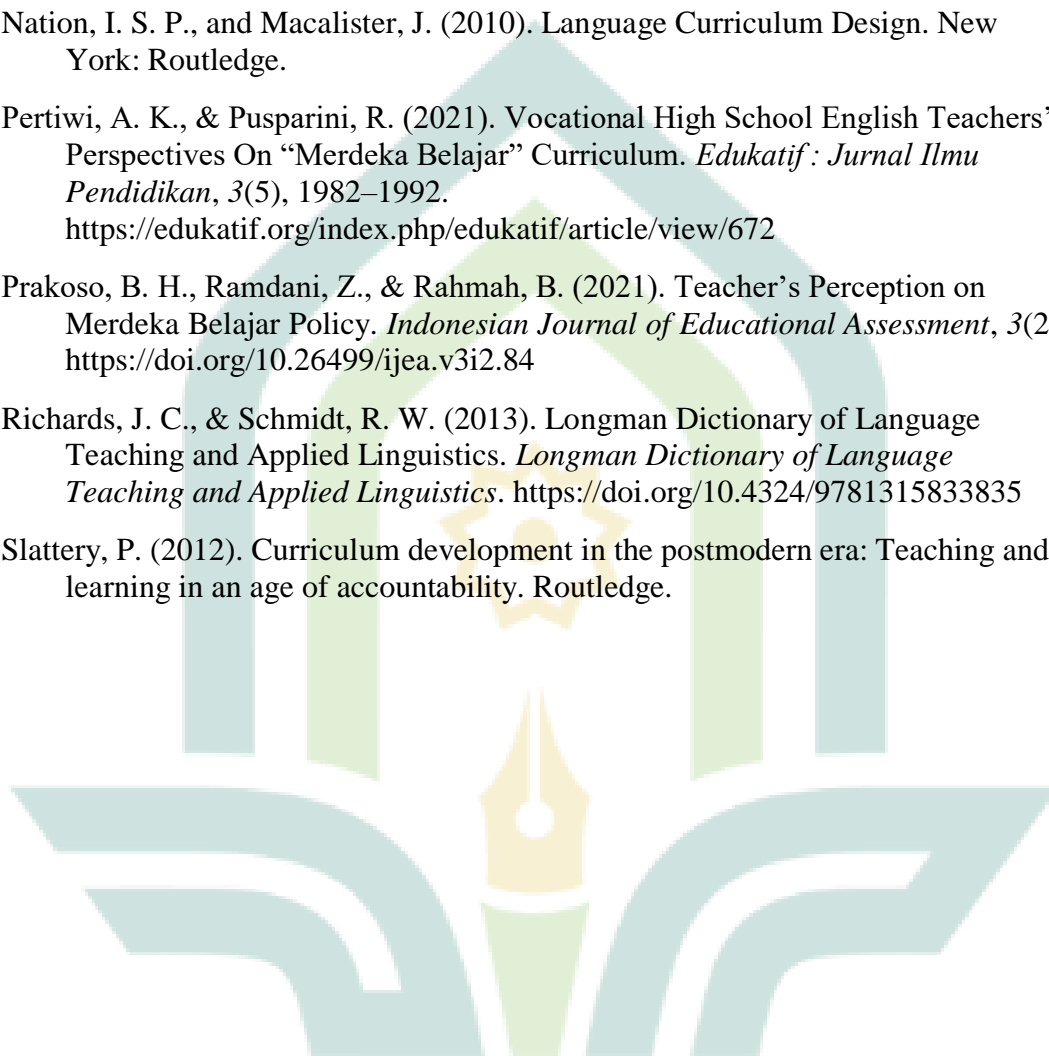 Nation, I. S. P., and Macalister, J. (2010). Language Curriculum Design. New
York: Routledge.
Pertiwi, A. K., & Pusparini, R. (2021). Vocational High School English Teachers’
Perspectives On “Merdeka Belajar” Curriculum. Edukatif : Jurnal Ilmu
Pendidikan, 3(5), 1982–1992.
https://edukatif.org/index.php/edukatif/article/view/672
Prakoso, B. H., Ramdani, Z., & Rahmah, B. (2021). Teacher’s Perception on
Merdeka Belajar Policy. Indonesian Journal of Educational Assessment, 3(2
https://doi.org/10.26499/ijea.v3i2.84
Richards, J. C., & Schmidt, R. W. (2013). Longman Dictionary of Language
Teaching and Applied Linguistics. Longman Dictionary of Language
Teaching and Applied Linguistics. https://doi.org/10.4324/9781315833835
Slattery, P. (2012). Curriculum development in the postmodern era: Teaching and
learning in an age of accountability. Routledge.